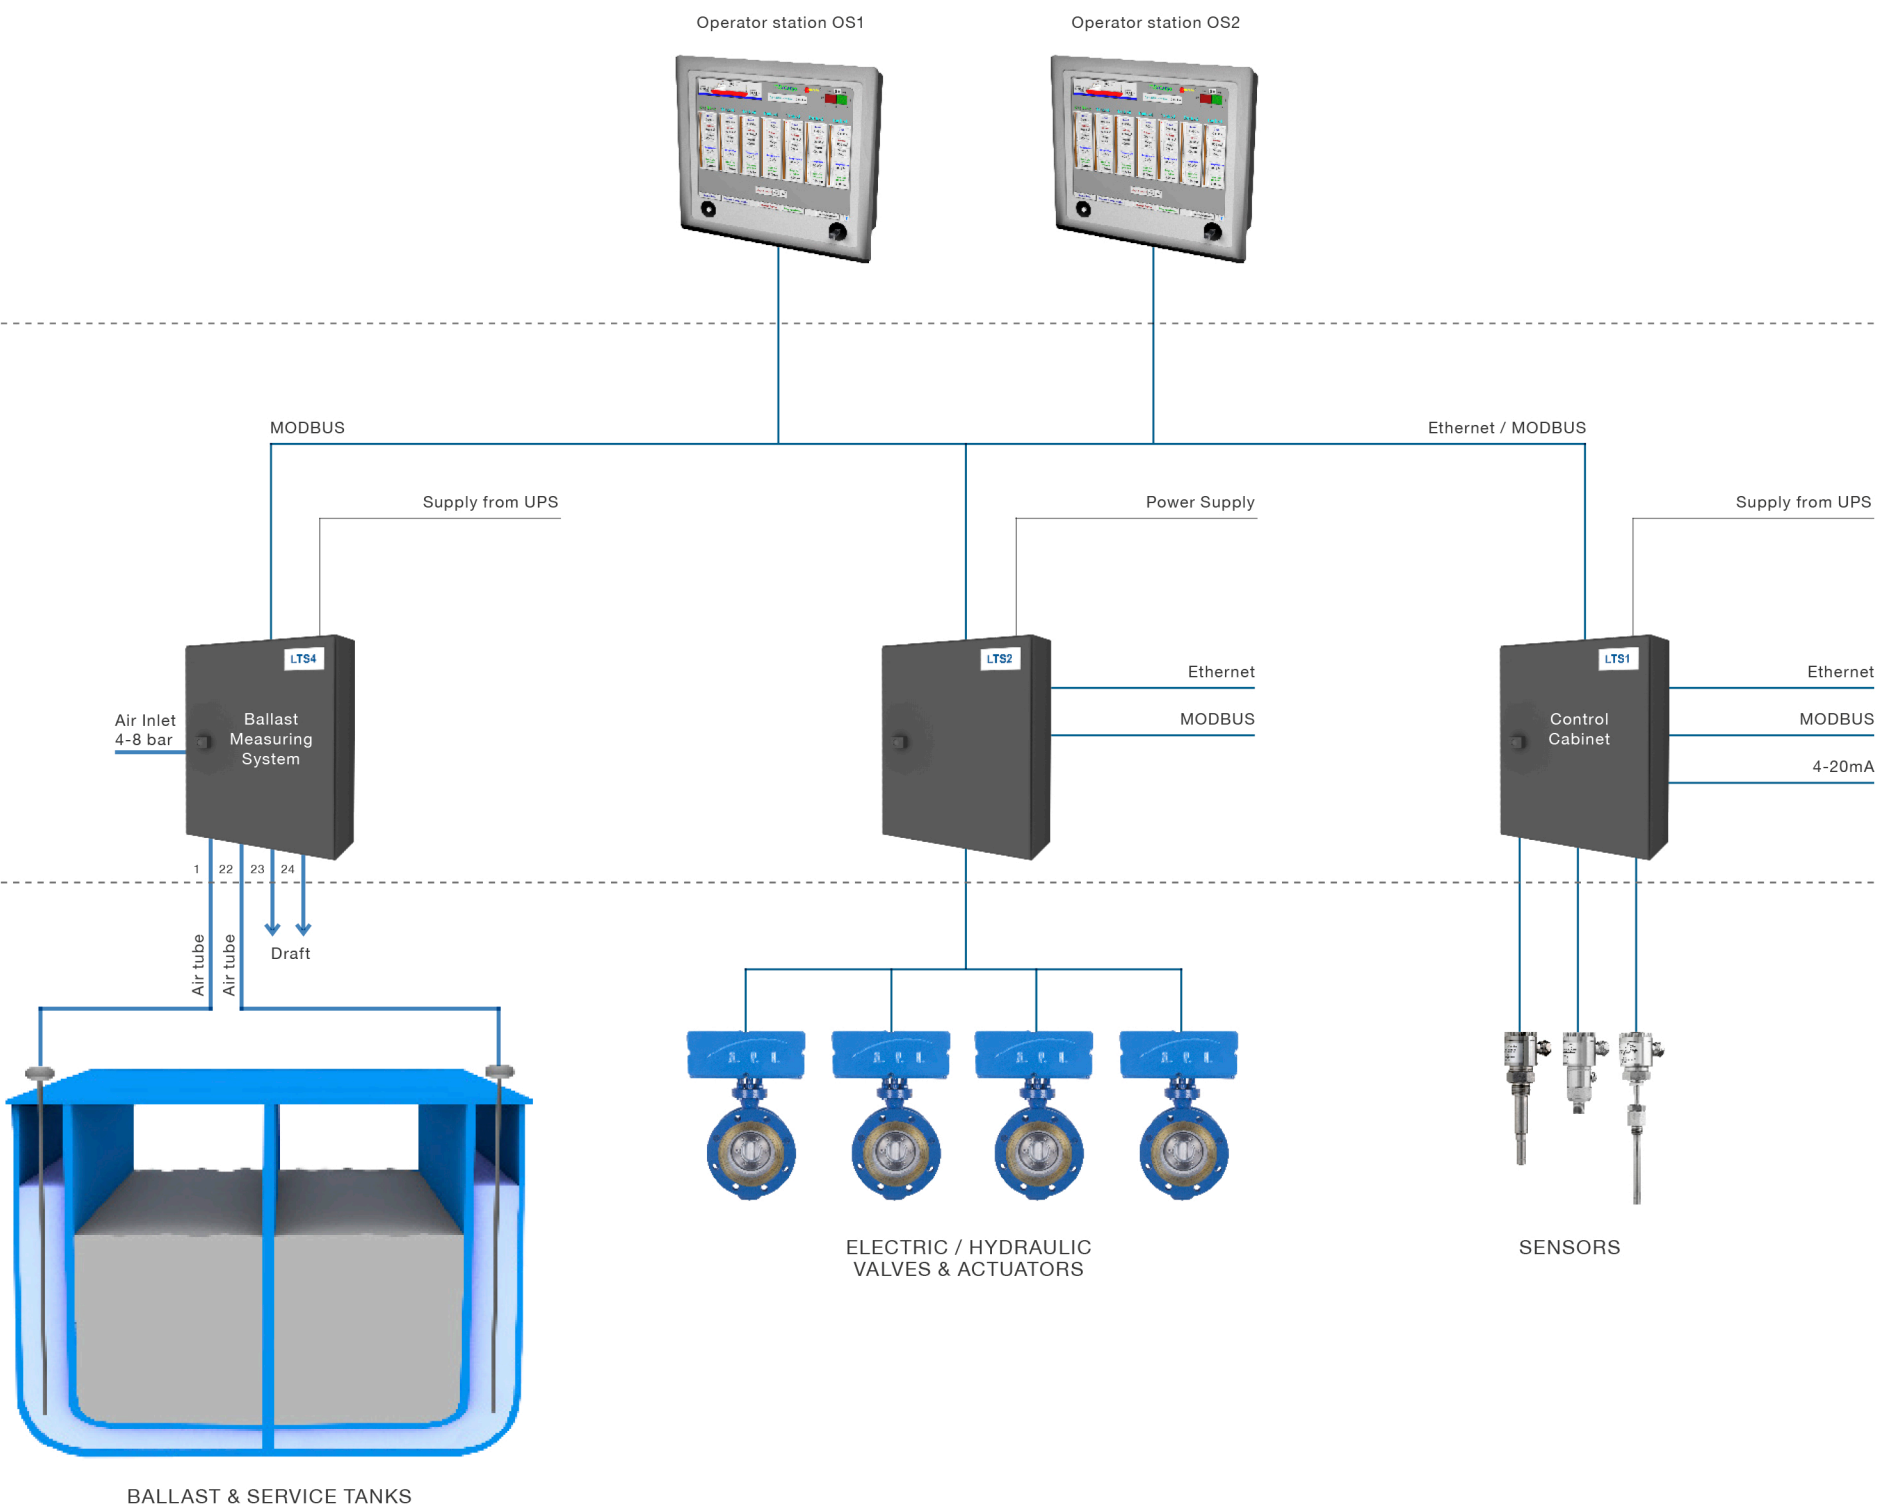 Operator station OS1
Operator station OS2
MODBUS
Ethernet / MODBUS
Supply from UPS
Power Supply
Supply from UPS
LTS4
LTS2
LTS1
Ethernet
Ethernet
Air Inlet
4-8 bar
Ballast
Measuring
System
MODBUS
Control
Cabinet
MODBUS
4-20mA
1
22
23
24
Air tube
Air tube
Draft
ELECTRIC / HYDRAULIC
VALVES & ACTUATORS
SENSORS
BALLAST & SERVICE TANKS